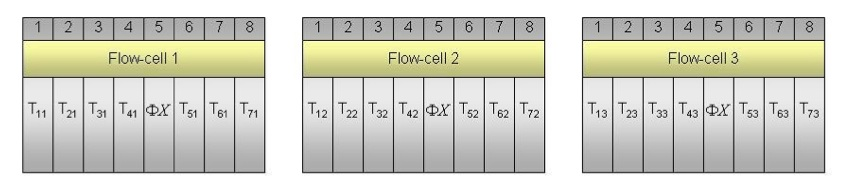 1 2 3 4 5 6 7 8
Flow-cell 1
T₁₁ T₂₁ T₃₁ T₄₁ ΦX T₅₁ T₆₁ T₇₁
1 2 3 4 5 6 7 8
Flow-cell 2
T₁₂ T₂₂ T₃₂ T₄₂ ΦX T₅₂ T₆₂ T₇₂
1 2 3 4 5 6 7 8
Flow-cell 3
T₁₃ T₂₃ T₃₃ T₄₃ ΦX T₅₃ T₆₃ T₇₃